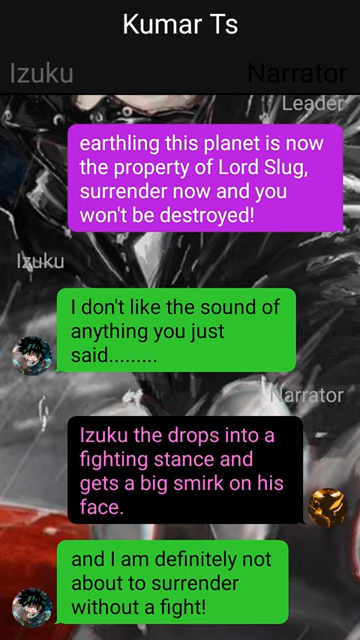 Kumar Ts
Izuku
Narrator
Leader
earthling this planet is now
the property of Lord Slug,
surrender now and you
won't be destroyed!
Izuku
I don't like the sound of
anything you just
said.........
Narrator
Izuku the drops into a
fighting stance and
gets a big smirk on his
face.
and I am definitely not
about to surrender
without a fight!